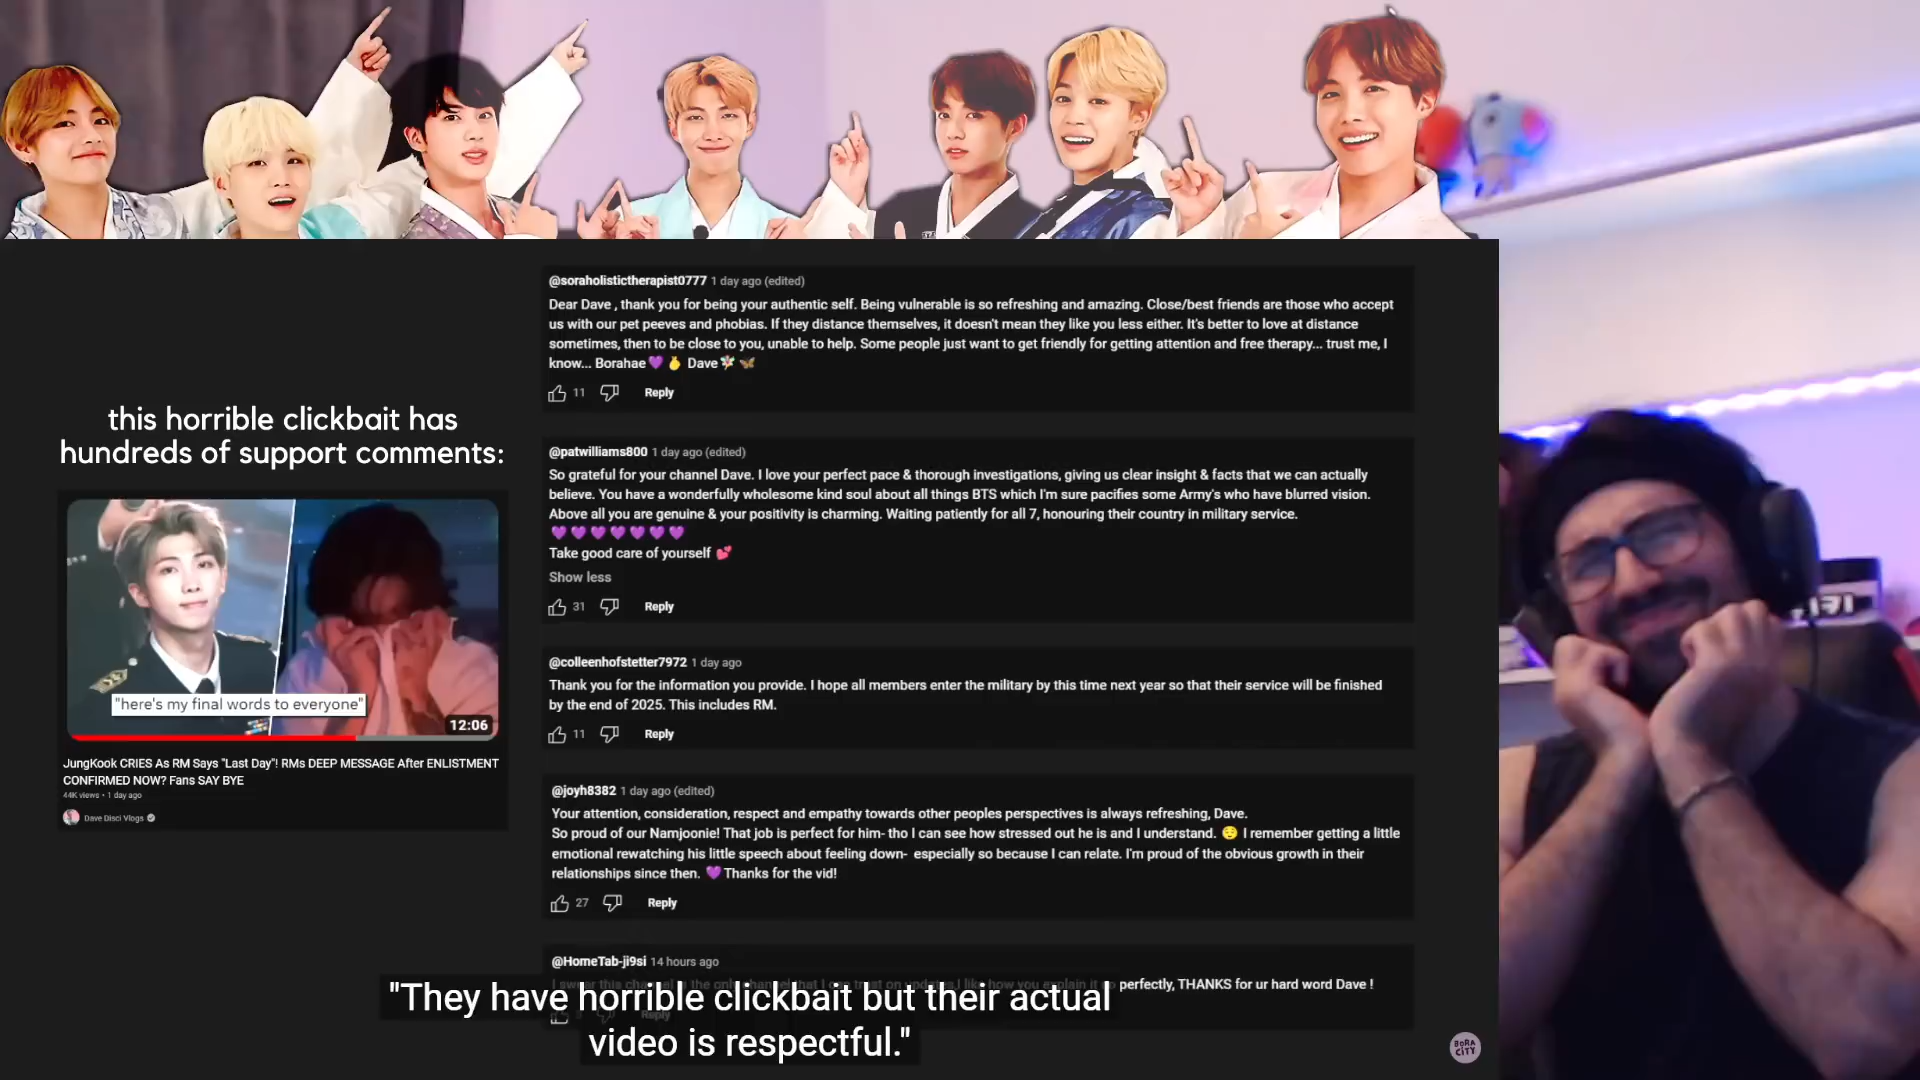 @soraholistictherapist0777 1 day ago (edited)
Dear Dave , thank you for being your authentic self. Being vulnerable is so refreshing and amazing. Close/best friends are those who accept
us with our pet peeves and phobias. If they distance themselves, it doesn't mean they like you less either. It's better to love at distance
sometimes, then to be close to you, unable to help. Some people just want to get friendly for getting attention and free therapy... trust me, I
know... Borahae💜 🫰 Dave🧚 🦋
11 Reply
this horrible clickbait has
hundreds of support comments:
"here's my final words to everyone"
12:06
JungKook CRIES As RM Says "Last Day"! RMs DEEP MESSAGE After ENLISTMENT
CONFIRMED NOW? Fans SAY BYE
44K views • 1 day ago
Dave Disci Vlogs
@patwilliams800 1 day ago (edited)
So grateful for your channel Dave. I love your perfect pace & thorough investigations, giving us clear insight & facts that we can actually
believe. You have a wonderfully wholesome kind soul about all things BTS which I'm sure pacifies some Army's who have blurred vision.
Above all you are genuine & your positivity is charming. Waiting patiently for all 7, honouring their country in military service.
💜💜💜💜💜💜💜
Take good care of yourself 💕
Show less
31 Reply
@colleenhofstetter7972 1 day ago
Thank you for the information you provide. I hope all members enter the military by this time next year so that their service will be finished
by the end of 2025. This includes RM.
11 Reply
@joyh8382 1 day ago (edited)
Your attention, consideration, respect and empathy towards other peoples perspectives is always refreshing, Dave.
So proud of our Namjoonie! That job is perfect for him- tho I can see how stressed out he is and I understand. 😌 I remember getting a little
emotional rewatching his little speech about feeling down- especially so because I can relate. I'm proud of the obvious growth in their
relationships since then. 💜Thanks for the vid!
27 Reply
@HomeTab-ji9si 14 hours ago
perfectly, THANKS for ur hard word Dave !
Reply
"They have horrible clickbait but their actual
video is respectful."
BORA
CITY